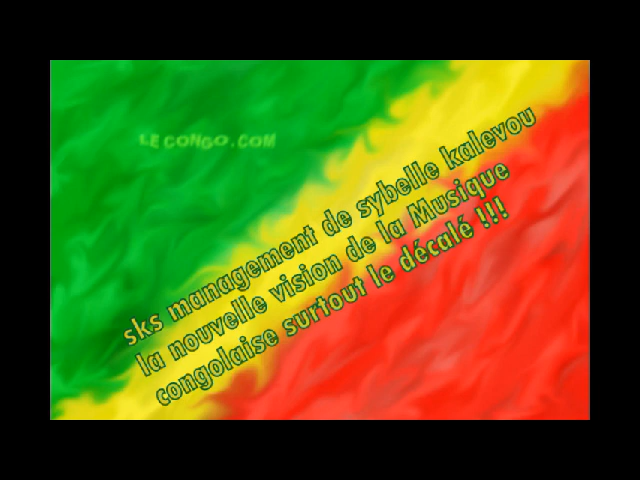 LE CONGO.COM
sks management de sybelle kalevou
la nouvelle vision de la Musique
congolaise surtout le décalé !!!